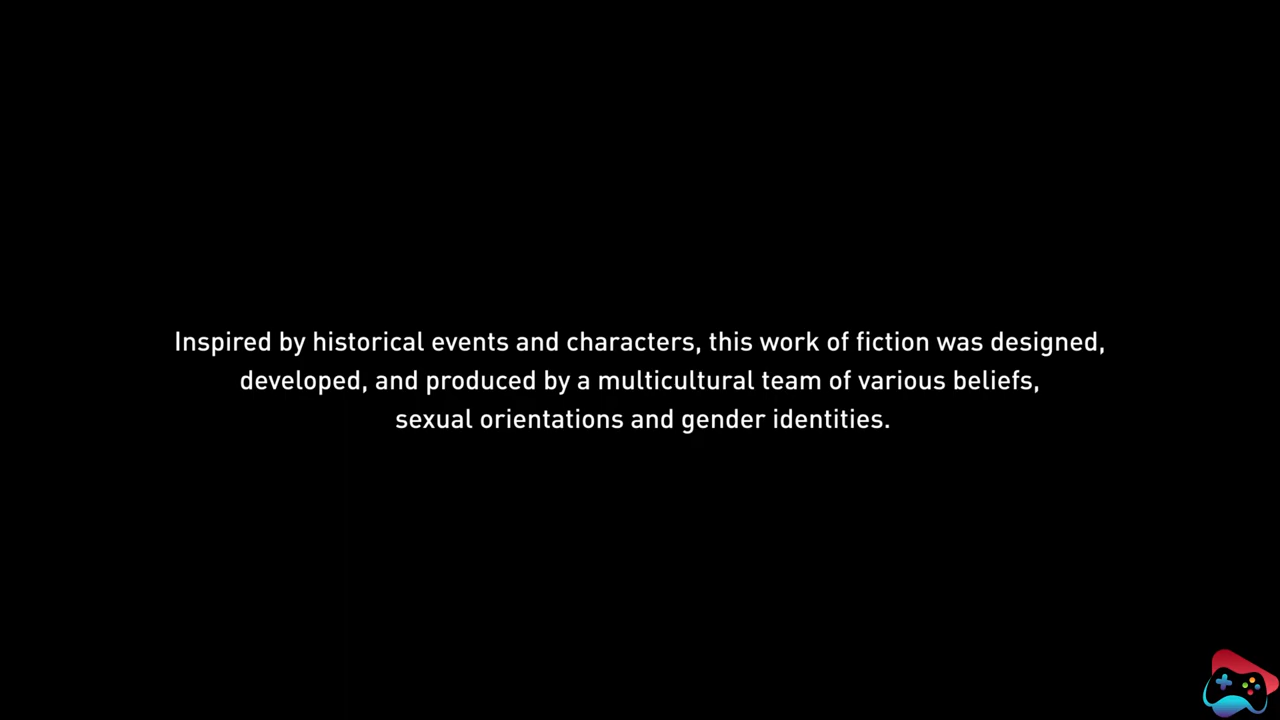 Inspired by historical events and characters, this work of fiction was designed,
developed, and produced by a multicultural team of various beliefs,
sexual orientations and gender identities.